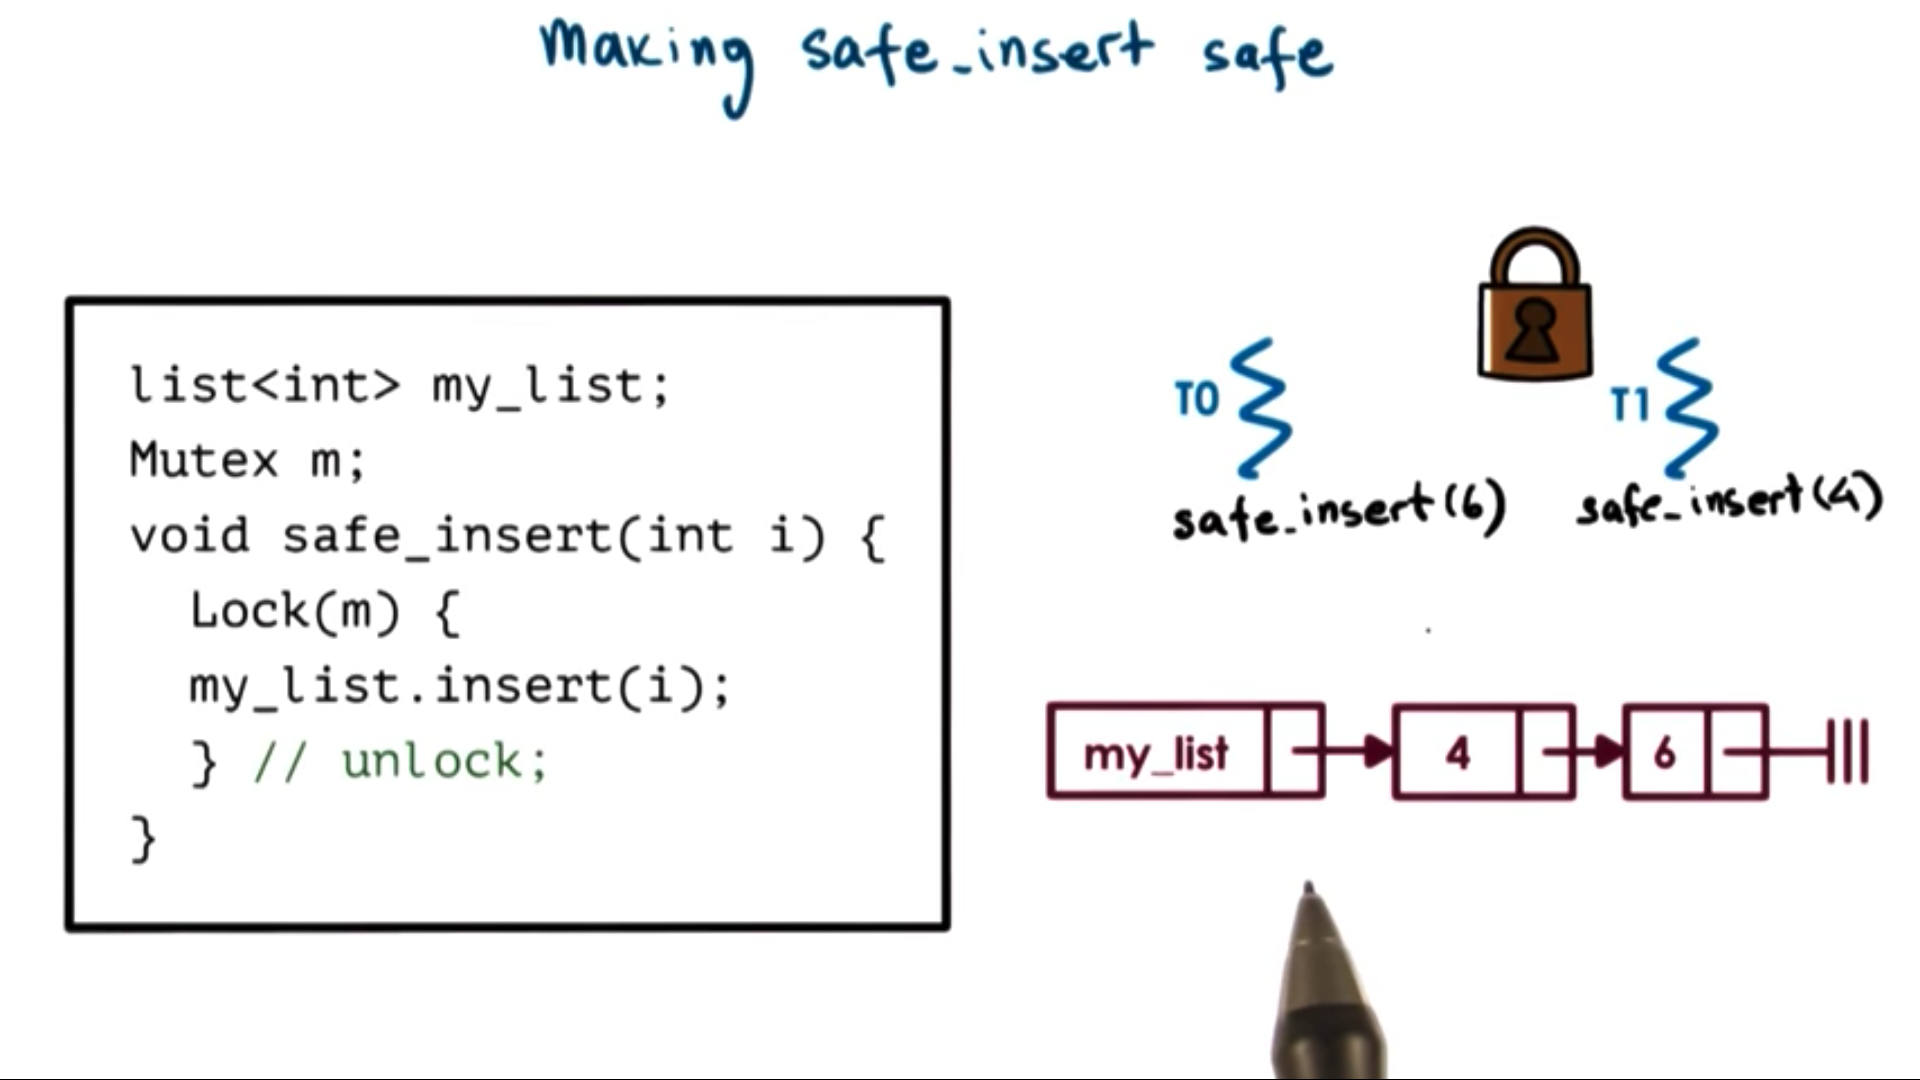 Making safe_insert safe
list<int> my_list;
Mutex m;
void safe_insert(int i) {
Lock(m) {
my_list.insert(i);
} // unlock;
}
T0
T1
safe_insert(6)
safe_insert(4)
my_list
4
6